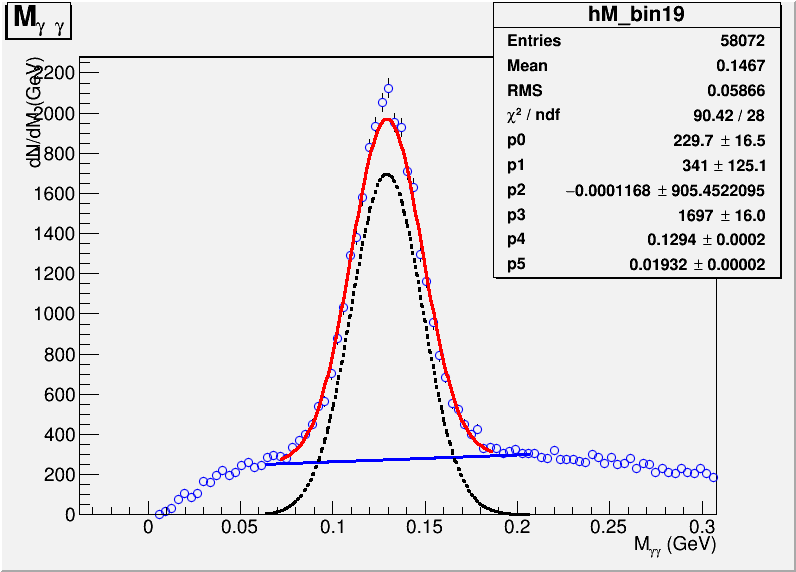 M γ γ
hM_bin19
Entries 58072
Mean 0.1467
RMS 0.05866
χ² / ndf 90.42 / 28
p0 229.7 ± 16.5
p1 341 ± 125.1
p2 −0.0001168 ± 905.4522095
p3 1697 ± 16.0
p4 0.1294 ± 0.0002
p5 0.01932 ± 0.00002
2200
2000
1800
1600
1400
1200
1000
800
600
400
200
0
0 0.05 0.1 0.15 0.2 0.25 0.3
M γγ (GeV)